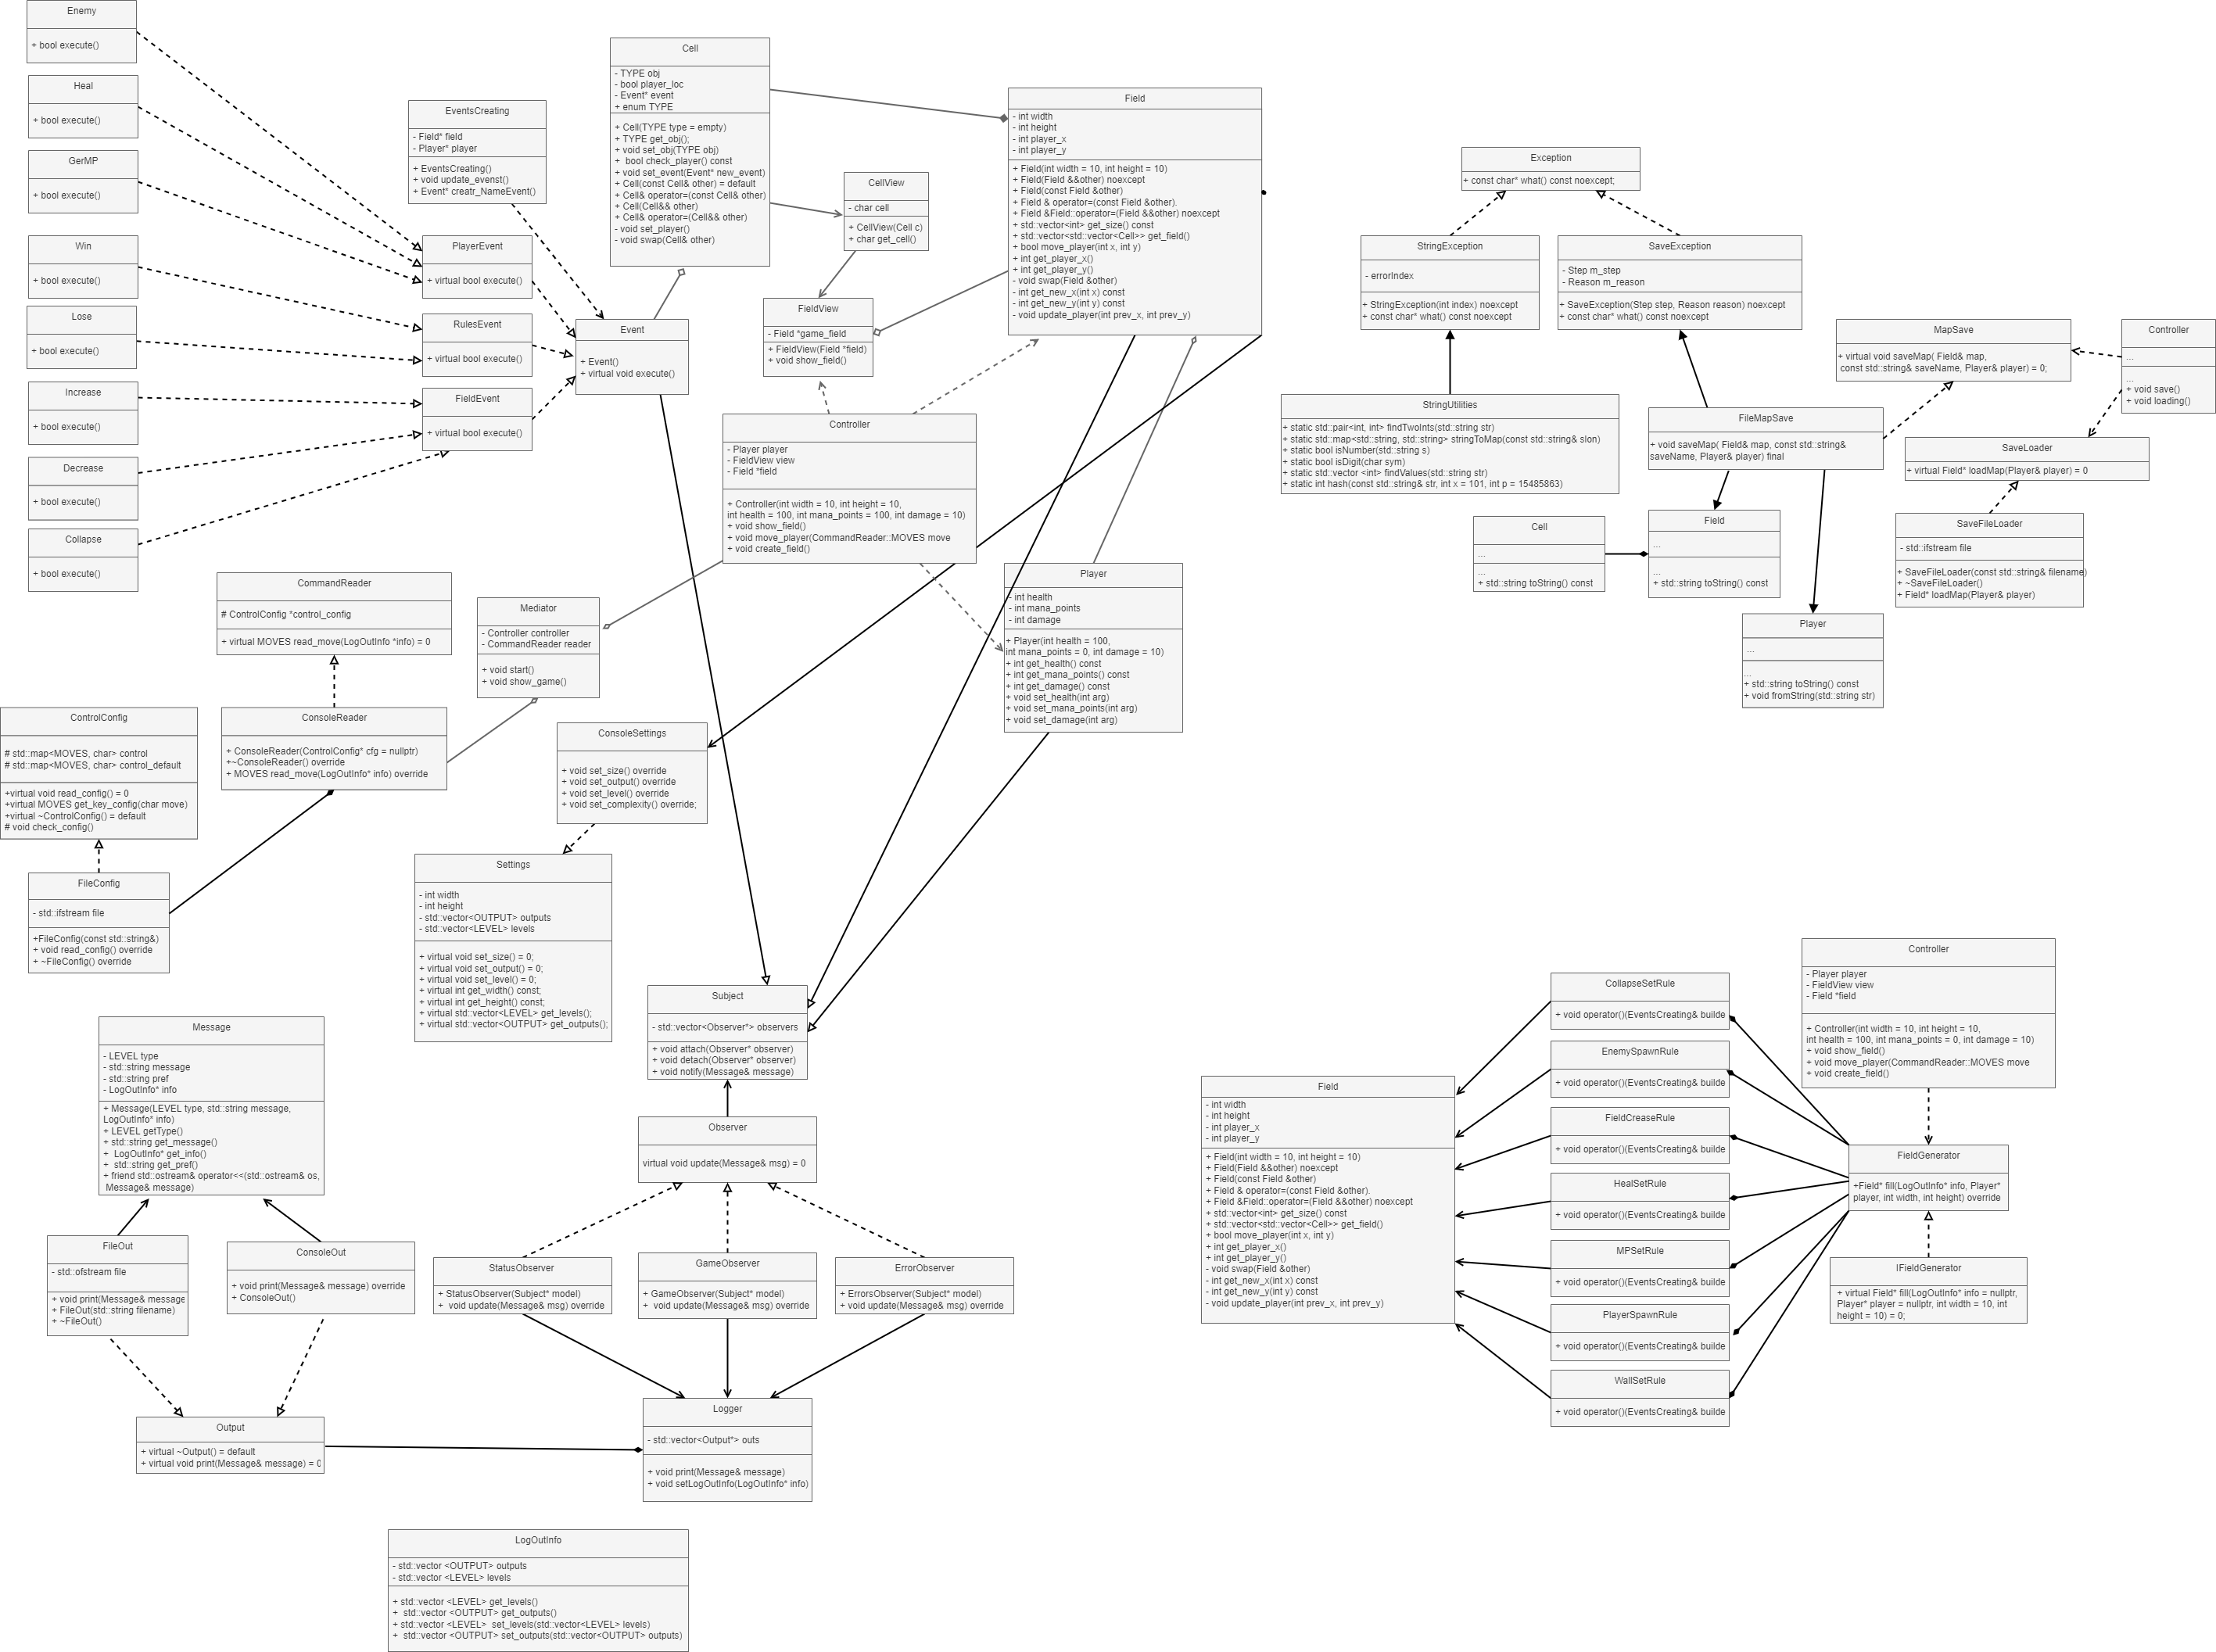 Enemy
+ bool execute()
Heal
+ bool execute()
GerMP
+ bool execute()
Win
+ bool execute()
Lose
+ bool execute()
Increase
+ bool execute()
Decrease
+ bool execute()
Collapse
+ bool execute()
EventsCreating
- Field* field
- Player* player
+ EventsCreating()
+ void update_evenst()
+ Event* creatr_NameEvent()
PlayerEvent
+ virtual bool execute()
RulesEvent
+ virtual bool execute()
FieldEvent
+ virtual bool execute()
Event
+ Event()
+ virtual void execute()
Cell
- TYPE obj
- bool player_loc
- Event* event
+ enum TYPE
+ Cell(TYPE type = empty)
+ TYPE get_obj();
+ void set_obj(TYPE obj)
+  bool check_player() const
+ void set_event(Event* new_event)
+ Cell(const Cell& other) = default
+ Cell& operator=(const Cell& other)
+ Cell(Cell&& other)
+ Cell& operator=(Cell&& other)
- void set_player()
- void swap(Cell& other)
CellView
- char cell
+ CellView(Cell c)
+ char get_cell()
FieldView
- Field *game_field
+ FieldView(Field *field)
+ void show_field()
Field
- int width
- int height
- int player_x
- int player_y
+ Field(int width = 10, int height = 10)
+ Field(Field &&other) noexcept
+ Field(const Field &other)
+ Field & operator=(const Field &other).
+ Field &Field::operator=(Field &&other) noexcept
+ std::vector<int> get_size() const
+ std::vector<std::vector<Cell>> get_field()
+ bool move_player(int x, int y)
+ int get_player_x()
+ int get_player_y()
- void swap(Field &other)
- int get_new_x(int x) const
- int get_new_y(int y) const
- void update_player(int prev_x, int prev_y)
Controller
- Player player
- FieldView view
- Field *field
+ Controller(int width = 10, int height = 10,
int health = 100, int mana_points = 100, int damage = 10)
+ void show_field()
+ void move_player(CommandReader::MOVES move
+ void create_field()
Player
- int health
- int mana_points
- int damage
+ Player(int health = 100,
int mana_points = 0, int damage = 10)
+ int get_health() const
+ int get_mana_points() const
+ int get_damage() const
+ void set_health(int arg)
+ void set_mana_points(int arg)
+ void set_damage(int arg)
Mediator
- Controller controller
- CommandReader reader
+ void start()
+ void show_game()
CommandReader
# ControlConfig *control_config
+ virtual MOVES read_move(LogOutInfo *info) = 0
ConsoleReader
+ ConsoleReader(ControlConfig* cfg = nullptr)
+~ConsoleReader() override
+ MOVES read_move(LogOutInfo* info) override
ControlConfig
# std::map<MOVES, char> control
# std::map<MOVES, char> control_default
+virtual void read_config() = 0
+virtual MOVES get_key_config(char move)
+virtual ~ControlConfig() = default
# void check_config()
FileConfig
- std::ifstream file
+FileConfig(const std::string&)
+ void read_config() override
+ ~FileConfig() override
ConsoleSettings
+ void set_size() override
+ void set_output() override
+ void set_level() override
+ void set_complexity() override;
Settings
- int width
- int height
- std::vector<OUTPUT> outputs
- std::vector<LEVEL> levels
+ virtual void set_size() = 0;
+ virtual void set_output() = 0;
+ virtual void set_level() = 0;
+ virtual int get_width() const;
+ virtual int get_height() const;
+ virtual std::vector<LEVEL> get_levels();
+ virtual std::vector<OUTPUT> get_outputs();
Subject
- std::vector<Observer*> observers
+ void attach(Observer* observer)
+ void detach(Observer* observer)
+ void notify(Message& message)
Observer
virtual void update(Message& msg) = 0
StatusObserver
+ StatusObserver(Subject* model)
+  void update(Message& msg) override
GameObserver
+ GameObserver(Subject* model)
+  void update(Message& msg) override
ErrorObserver
+ ErrorsObserver(Subject* model)
+ void update(Message& msg) override
Logger
- std::vector<Output*> outs
+ void print(Message& message)
+ void setLogOutInfo(LogOutInfo* info)
Message
- LEVEL type
- std::string message
- std::string pref
- LogOutInfo* info
+ Message(LEVEL type, std::string message,
LogOutInfo* info)
+ LEVEL getType()
+ std::string get_message()
+  LogOutInfo* get_info()
+  std::string get_pref()
+ friend std::ostream& operator<<(std::ostream& os,
Message& message)
FileOut
- std::ofstream file
+ void print(Message& message
+ FileOut(std::string filename)
+ ~FileOut()
ConsoleOut
+ void print(Message& message) override
+ ConsoleOut()
Output
+ virtual ~Output() = default
+ virtual void print(Message& message) = 0
LogOutInfo
- std::vector <OUTPUT> outputs
- std::vector <LEVEL> levels
+ std::vector <LEVEL> get_levels()
+  std::vector <OUTPUT> get_outputs()
+ std::vector <LEVEL>  set_levels(std::vector<LEVEL> levels)
+  std::vector <OUTPUT> set_outputs(std::vector<OUTPUT> outputs)
Exception
+ const char* what() const noexcept;
StringException
- errorIndex
+ StringException(int index) noexcept
+ const char* what() const noexcept
SaveException
- Step m_step
- Reason m_reason
+ SaveException(Step step, Reason reason) noexcept
+ const char* what() const noexcept
StringUtilities
+ static std::pair<int, int> findTwoInts(std::string str)
+ static std::map<std::string, std::string> stringToMap(const std::string& slon)
+ static bool isNumber(std::string s)
+ static bool isDigit(char sym)
+ static std::vector <int> findValues(std::string str)
+ static int hash(const std::string& str, int x = 101, int p = 15485863)
MapSave
+ virtual void saveMap( Field& map,
const std::string& saveName, Player& player) = 0;
Controller
...
...
+ void save()
+ void loading()
FileMapSave
+ void saveMap( Field& map, const std::string&
saveName, Player& player) final
SaveLoader
+ virtual Field* loadMap(Player& player) = 0
SaveFileLoader
- std::ifstream file
+ SaveFileLoader(const std::string& filename)
+ ~SaveFileLoader()
+ Field* loadMap(Player& player)
Cell
...
...
+ std::string toString() const
Field
...
...
+ std::string toString() const
Player
...
...
+ std::string toString() const
+ void fromString(std::string str)
Field
- int width
- int height
- int player_x
- int player_y
+ Field(int width = 10, int height = 10)
+ Field(Field &&other) noexcept
+ Field(const Field &other)
+ Field & operator=(const Field &other).
+ Field &Field::operator=(Field &&other) noexcept
+ std::vector<int> get_size() const
+ std::vector<std::vector<Cell>> get_field()
+ bool move_player(int x, int y)
+ int get_player_x()
+ int get_player_y()
- void swap(Field &other)
- int get_new_x(int x) const
- int get_new_y(int y) const
- void update_player(int prev_x, int prev_y)
CollapseSetRule
+ void operator()(EventsCreating& builde
EnemySpawnRule
+ void operator()(EventsCreating& builde
FieldCreaseRule
+ void operator()(EventsCreating& builde
HealSetRule
+ void operator()(EventsCreating& builde
MPSetRule
+ void operator()(EventsCreating& builde
PlayerSpawnRule
+ void operator()(EventsCreating& builde
WallSetRule
+ void operator()(EventsCreating& builde
Controller
- Player player
- FieldView view
- Field *field
+ Controller(int width = 10, int height = 10,
int health = 100, int mana_points = 0, int damage = 10)
+ void show_field()
+ void move_player(CommandReader::MOVES move
+ void create_field()
FieldGenerator
+Field* fill(LogOutInfo* info, Player*
player, int width, int height) override
IFieldGenerator
+ virtual Field* fill(LogOutInfo* info = nullptr,
Player* player = nullptr, int width = 10, int
height = 10) = 0;